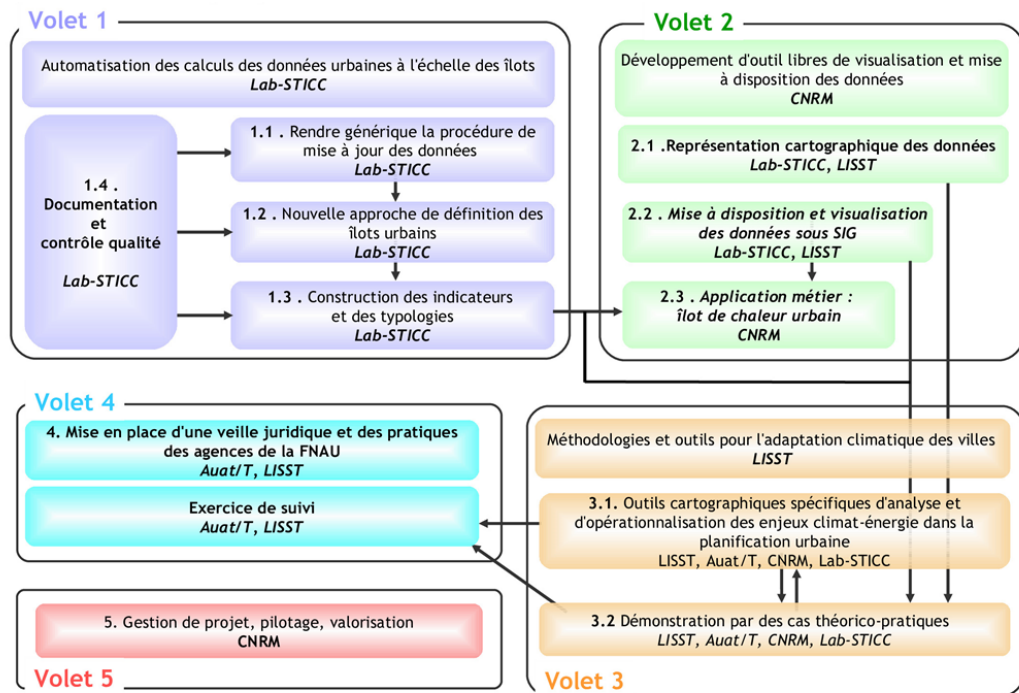 Volet 1
Automatisation des calculs des données urbaines à l'échelle des îlots
Lab-STICC
1.4 .
Documentation
et
contrôle qualité
Lab-STICC
1.1 . Rendre générique la procédure de
mise à jour des données
Lab-STICC
1.2 . Nouvelle approche de définition des
îlots urbains
Lab-STICC
1.3 . Construction des indicateurs
et des typologies
Lab-STICC
Volet 2
Développement d'outil libres de visualisation et mise
à disposition des données
CNRM
2.1 .Représentation cartographique des données
Lab-STICC, LISST
2.2 . Mise à disposition et visualisation
des données sous SIG
Lab-STICC, LISST
2.3 . Application métier :
îlot de chaleur urbain
CNRM
Volet 4
4. Mise en place d'une veille juridique et des pratiques
des agences de la FNAU
Auat/T, LISST
Exercice de suivi
Auat/T, LISST
Méthodologies et outils pour l'adaptation climatique des villes
LISST
3.1. Outils cartographiques spécifiques d'analyse et
d'opérationnalisation des enjeux climat-énergie dans la
planification urbaine
LISST, Auat/T, CNRM, Lab-STICC
3.2 Démonstration par des cas théorico-pratiques
LISST, Auat/T, CNRM, Lab-STICC
Volet 3
5. Gestion de projet, pilotage, valorisation
CNRM
Volet 5